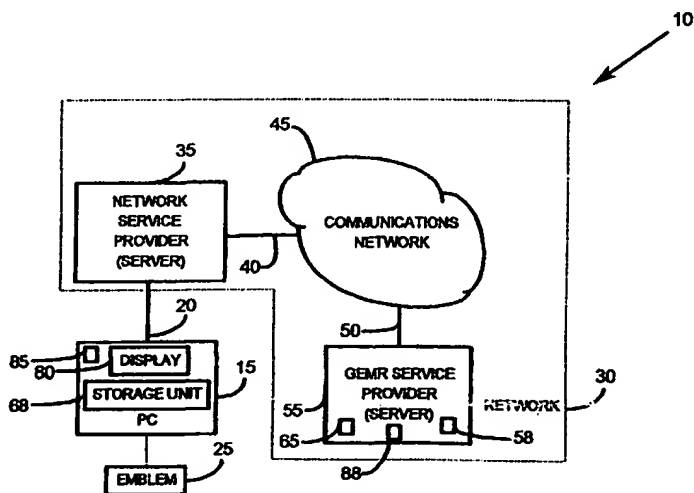 10
45
35
NETWORK
SERVICE
PROVIDER
(SERVER)
COMMUNICATIONS
NETWORK
40
20
50
85
80
DISPLAY
15
68
STORAGE UNIT
PC
55
GEMR SERVICE
PROVIDER
(SERVER)
NETWORK
30
65
58
88
25
EMBLEM